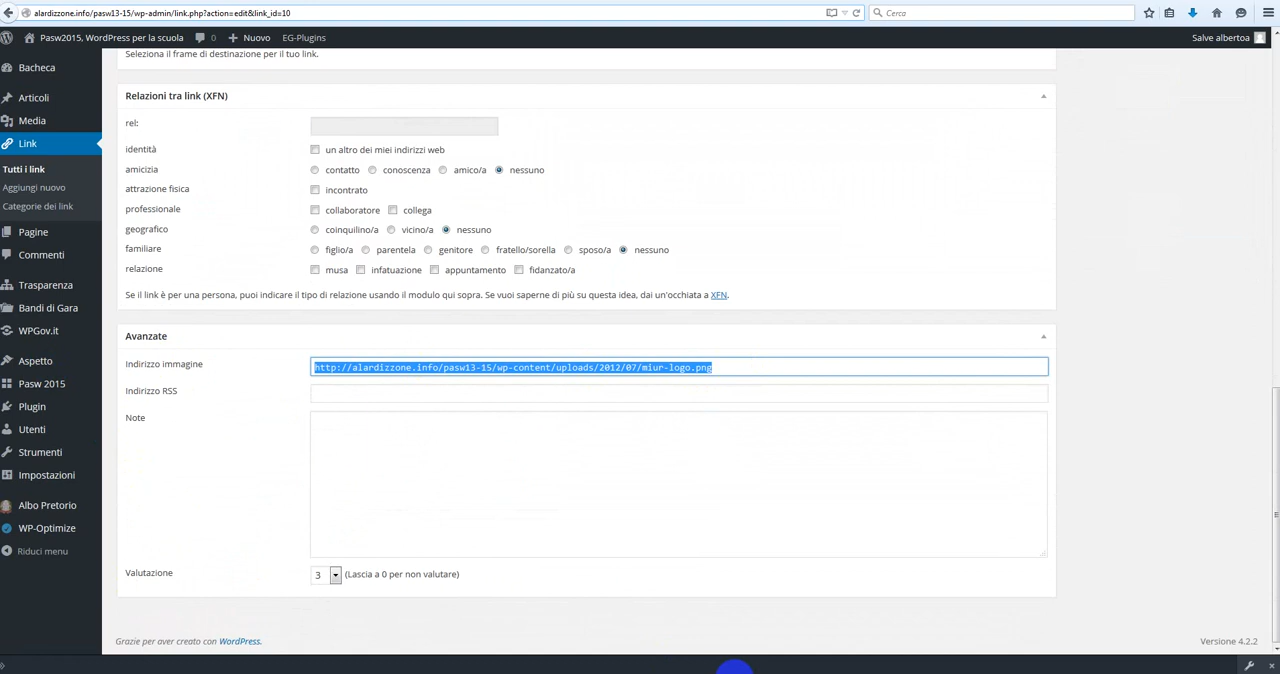 alardizzone.info/pasw13-15/wp-admin/link.php?action=edit&link_id=10
Cerca
Pasw2015, WordPress per la scuola
0
Nuovo
EG-Plugins
Salve albertoa
Seleziona il frame di destinazione per il tuo link.
Bacheca
Articoli
Media
Link
Tutti i link
Aggiungi nuovo
Categorie dei link
Pagine
Commenti
Trasparenza
Bandi di Gara
WPGov.it
Aspetto
Pasw 2015
Plugin
Utenti
Strumenti
Impostazioni
Albo Pretorio
WP-Optimize
Riduci menu
Relazioni tra link (XFN)
rel:
identità un altro dei miei indirizzi web
amicizia contatto conoscenza amico/a nessuno
attrazione fisica incontrato
professionale collaboratore collega
geografico coinquilino/a vicino/a nessuno
familiare figlio/a parentela genitore fratello/sorella sposo/a nessuno
relazione musa infatuazione appuntamento fidanzato/a
Se il link è per una persona, puoi indicare il tipo di relazione usando il modulo qui sopra. Se vuoi saperne di più su questa idea, dai un'occhiata a XFN.
Avanzate
Indirizzo immagine http://alardizzone.info/pasw13-15/wp-content/uploads/2012/07/miur-logo.png
Indirizzo RSS
Note
Valutazione 3 (Lascia a 0 per non valutare)
Grazie per aver creato con WordPress.
Versione 4.2.2